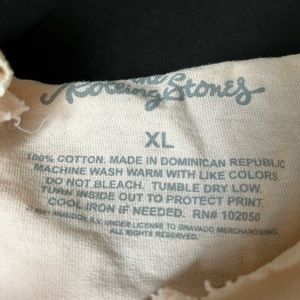 The
Rolling Stones
XL
100% COTTON. MADE IN DOMINICAN REPUBLIC
MACHINE WASH WARM WITH LIKE COLORS
DO NOT BLEACH. TUMBLE DRY LOW.
TURN INSIDE OUT TO PROTECT PRINT
COOL IRON IF NEEDED. RN# 102050
MUSIDOR B.V. UNDER LICENSE TO BRAVADO MERCHANDISING.
ALL RIGHTS RESERVED.